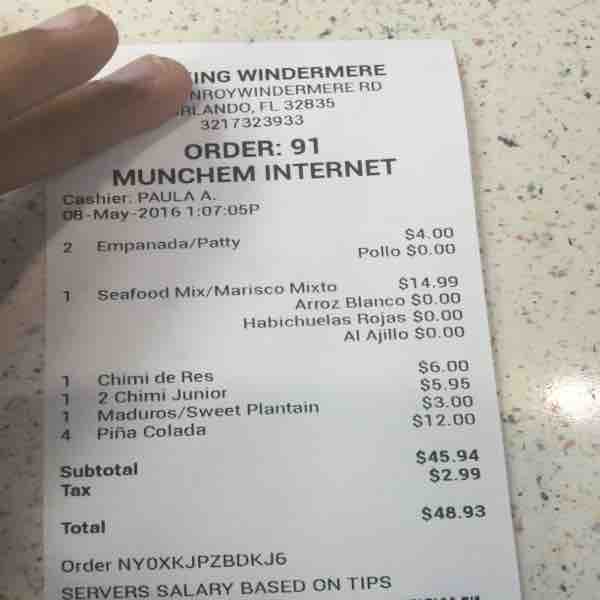 KING WINDERMERE
NROYWINDERMERE RD
RLANDO, FL 32835
3217323933
ORDER: 91
MUNCHEM INTERNET
Cashier: PAULA A.
08-May-2016 1:07:05P
2 Empanada/Patty $4.00
Pollo $0.00
1 Seafood Mix/Marisco Mixto $14.99
Arroz Blanco $0.00
Habichuelas Rojas $0.00
Al Ajillo $0.00
1 Chimi de Res $6.00
1 2 Chimi Junior $5.95
1 Maduros/Sweet Plantain $3.00
4 Piña Colada $12.00
Subtotal $45.94
Tax $2.99
Total $48.93
Order NY0XKJPZBDKJ6
SERVERS SALARY BASED ON TIPS